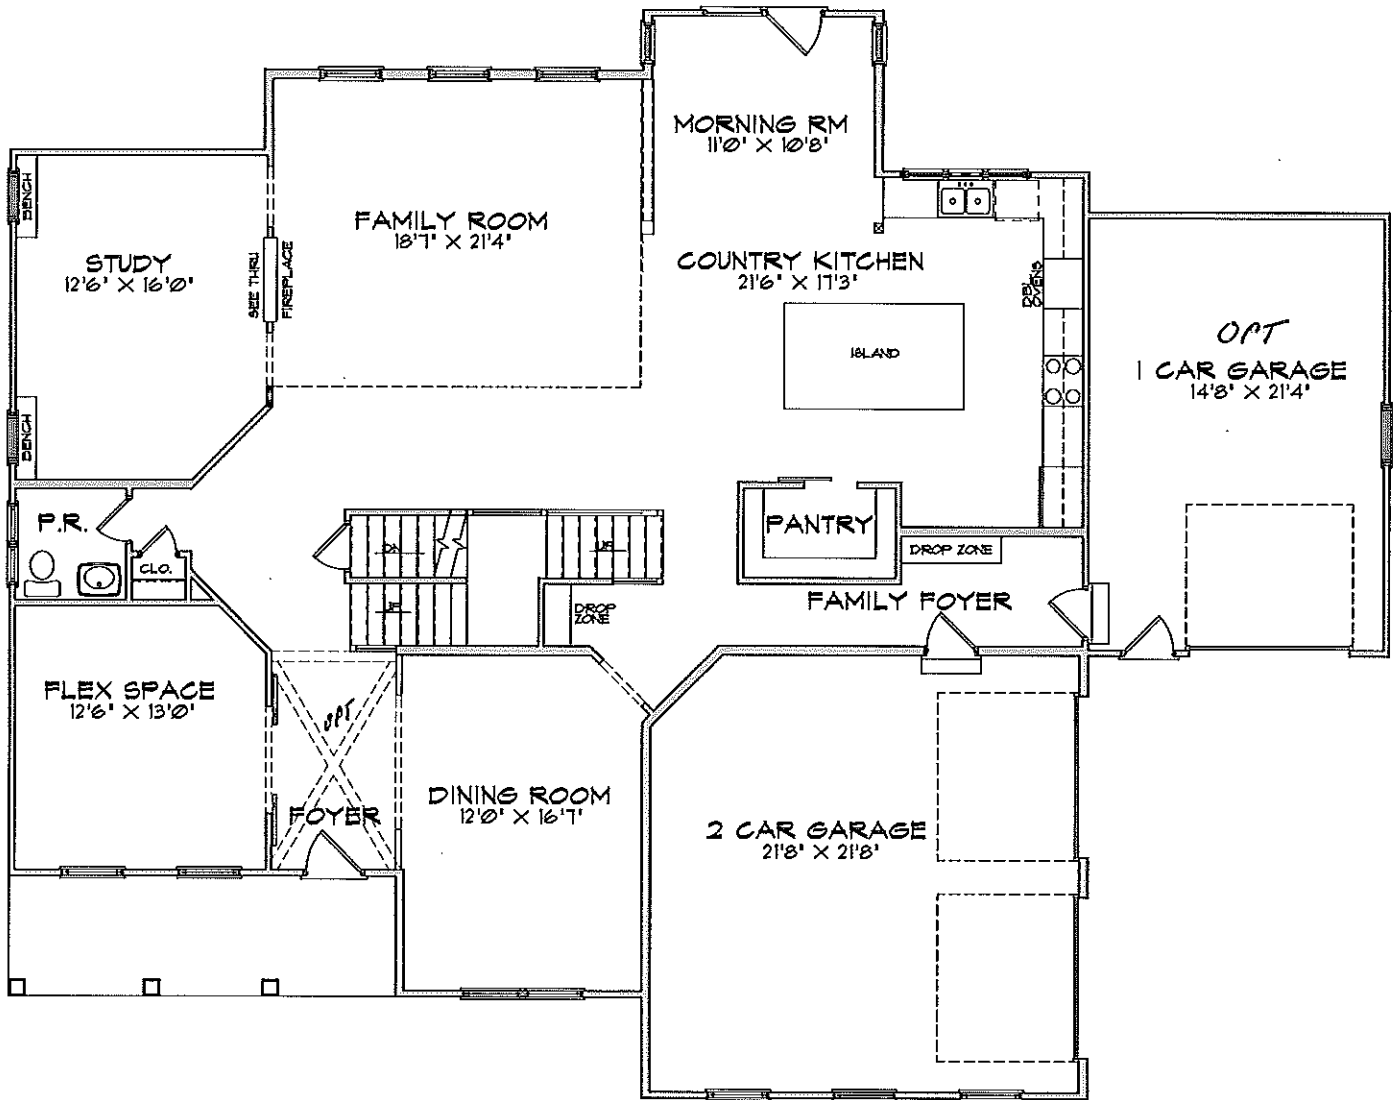 MORNING RM
11'0" X 10'8"
FAMILY ROOM
18'7" X 21'4"
BENCH
STUDY
12'6" X 16'0"
SEE THRU
FIREPLACE
COUNTRY KITCHEN
21'6" X 17'3"
DBL
OVENS
ISLAND
OPT
1 CAR GARAGE
14'8" X 21'4"
BENCH
P.R.
CLO.
UP
PANTRY
DROP ZONE
FAMILY FOYER
DROP
ZONE
FLEX SPACE
12'6" X 13'0"
OPT
FOYER
DINING ROOM
12'0" X 16'7"
2 CAR GARAGE
21'8" X 21'8"